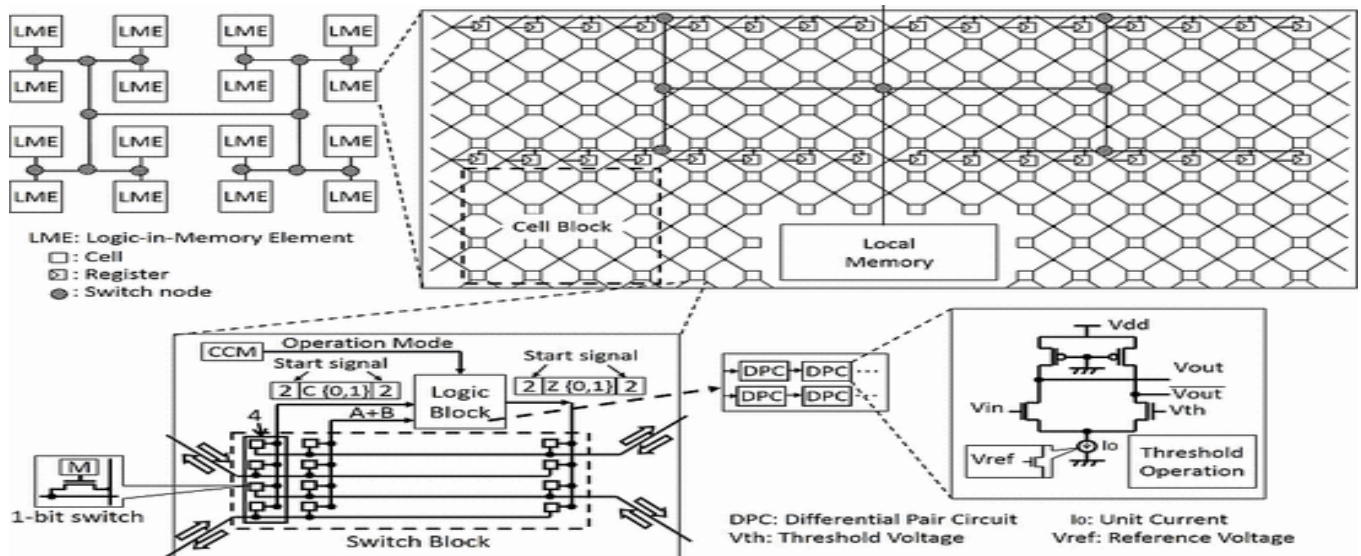 LME LME LME LME
LME LME LME LME
LME LME LME LME
LME LME LME LME
LME: Logic-in-Memory Element
: Cell
: Register
: Switch node
Cell Block
Local
Memory
CCM
Operation Mode
Start signal
2 C {0,1} 2
Start signal
2 Z {0,1} 2
Logic
Block
A+B
4
M
1-bit switch
Switch Block
DPC DPC ...
DPC DPC ...
Vdd
Vout
Vout
Vin
Vth
Io
Vref
Threshold
Operation
DPC: Differential Pair Circuit Io: Unit Current
Vth: Threshold Voltage Vref: Reference Voltage